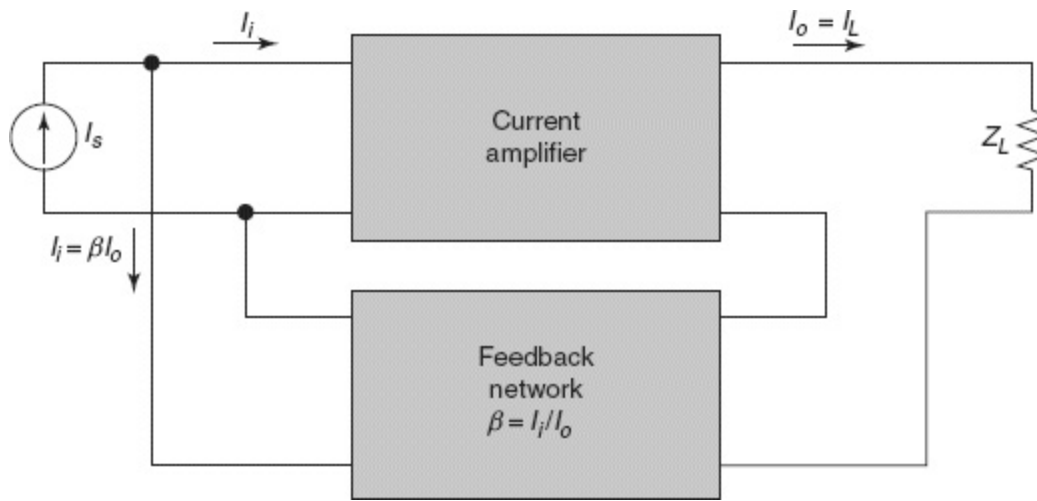 I_i
I_o = I_L
I_s
Current
amplifier
Z_L
I_i = βI_o
Feedback
network
β = I_i/I_o